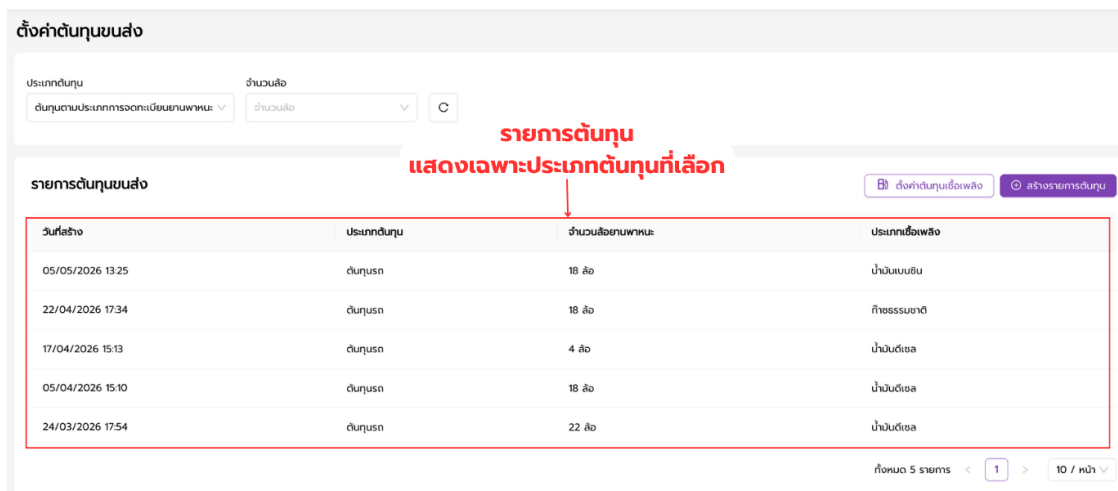 ตั้งค่าต้นทุนขนส่ง
ประเภทต้นทุน จำนวนล้อ
ต้นทุนตามประเภทการจดทะเบียนยานพาหนะ จำนวนล้อ
รายการต้นทุน
แสดงเฉพาะประเภทต้นทุนที่เลือก
รายการต้นทุนขนส่ง ตั้งค่าต้นทุนเชื้อเพลิง สร้างรายการต้นทุน
วันที่สร้าง ประเภทต้นทุน จำนวนล้อยานพาหนะ ประเภทเชื้อเพลิง
05/05/2026 13:25 ต้นทุนรถ 18 ล้อ น้ำมันเบนซิน
22/04/2026 17:34 ต้นทุนรถ 18 ล้อ ก๊าซธรรมชาติ
17/04/2026 15:13 ต้นทุนรถ 4 ล้อ น้ำมันดีเซล
05/04/2026 15:10 ต้นทุนรถ 18 ล้อ น้ำมันดีเซล
24/03/2026 17:54 ต้นทุนรถ 22 ล้อ น้ำมันดีเซล
ทั้งหมด 5 รายการ < 1 > 10 / หน้า